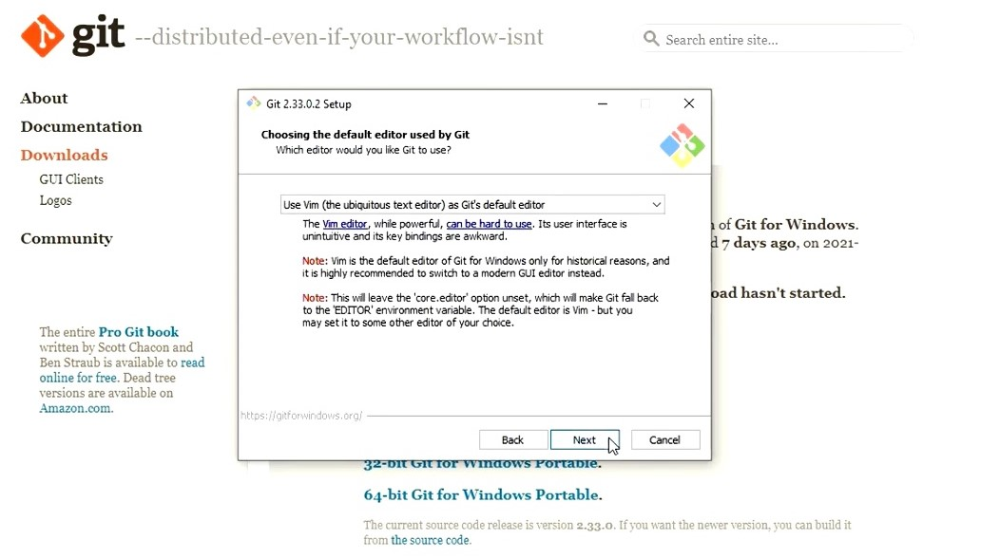 git --distributed-even-if-your-workflow-isnt
Search entire site...
About
Documentation
Downloads
GUI Clients
Logos
Community
The entire Pro Git book
written by Scott Chacon and
Ben Straub is available to read
online for free. Dead tree
versions are available on
Amazon.com.
Git 2.33.0.2 Setup
Choosing the default editor used by Git
Which editor would you like Git to use?
Use Vim (the ubiquitous text editor) as Git's default editor
The Vim editor, while powerful, can be hard to use. Its user interface is
unintuitive and its key bindings are awkward.
Note: Vim is the default editor of Git for Windows only for historical reasons, and
it is highly recommended to switch to a modern GUI editor instead.
Note: This will leave the 'core.editor' option unset, which will make Git fall back
to the 'EDITOR' environment variable. The default editor is Vim - but you
may set it to some other editor of your choice.
https://gitforwindows.org/
Back Next Cancel
of Git for Windows.
7 days ago, on 2021-
hasn't started.
32-bit Git for Windows Portable.
64-bit Git for Windows Portable.
The current source code release is version 2.33.0. If you want the newer version, you can build it
from the source code.